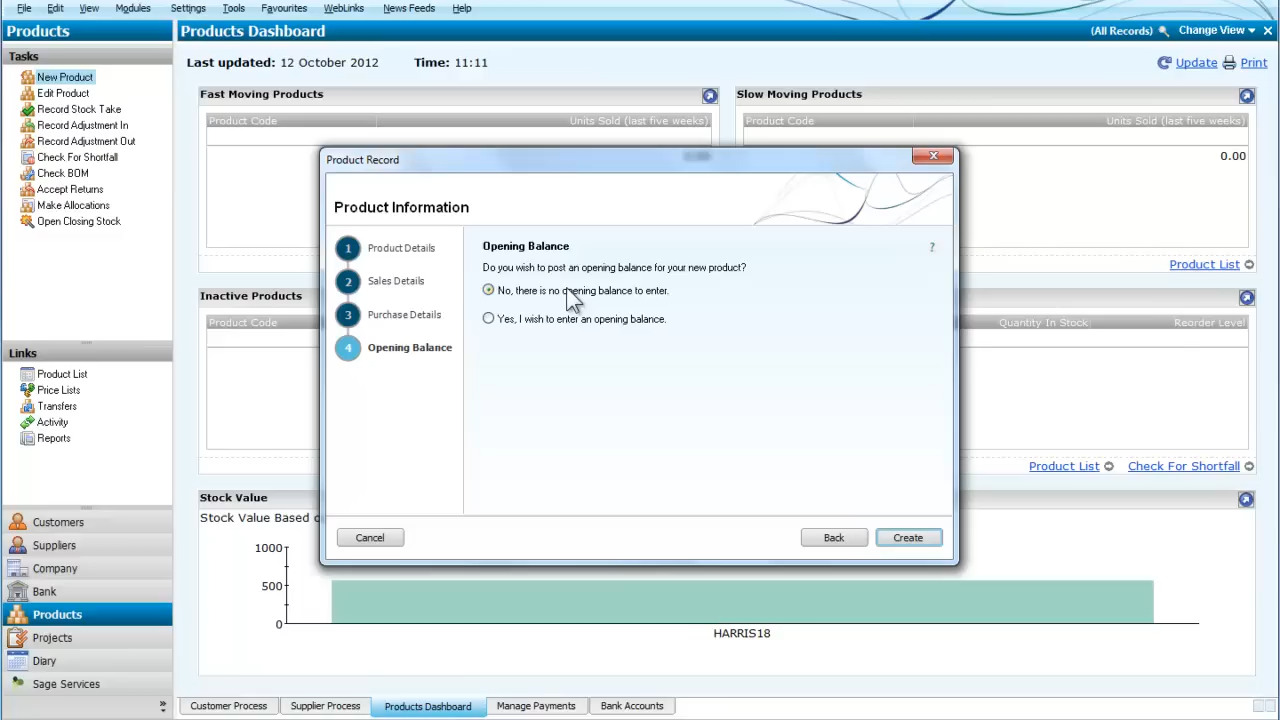 File Edit View Modules Settings Tools Favourites WebLinks News Feeds Help
Products
Products Dashboard
(All Records) Change View
Tasks
New Product
Edit Product
Record Stock Take
Record Adjustment In
Record Adjustment Out
Check For Shortfall
Check BOM
Accept Returns
Make Allocations
Open Closing Stock
Links
Product List
Price Lists
Transfers
Activity
Reports
Customers
Suppliers
Company
Bank
Products
Projects
Diary
Sage Services
Last updated: 12 October 2012 Time: 11:11
Update Print
Fast Moving Products
Product Code Units Sold (last five weeks)
Slow Moving Products
Product Code Units Sold (last five weeks)
0.00
Product List
Inactive Products
Product Code
Quantity In Stock Reorder Level
Product List Check For Shortfall
Product Record
Product Information
1 Product Details
2 Sales Details
3 Purchase Details
4 Opening Balance
Opening Balance ?
Do you wish to post an opening balance for your new product?
No, there is no opening balance to enter.
Yes, I wish to enter an opening balance.
Cancel Back Create
Stock Value
Stock Value Based
1000
500
0
HARRIS18
Customer Process Supplier Process Products Dashboard Manage Payments Bank Accounts